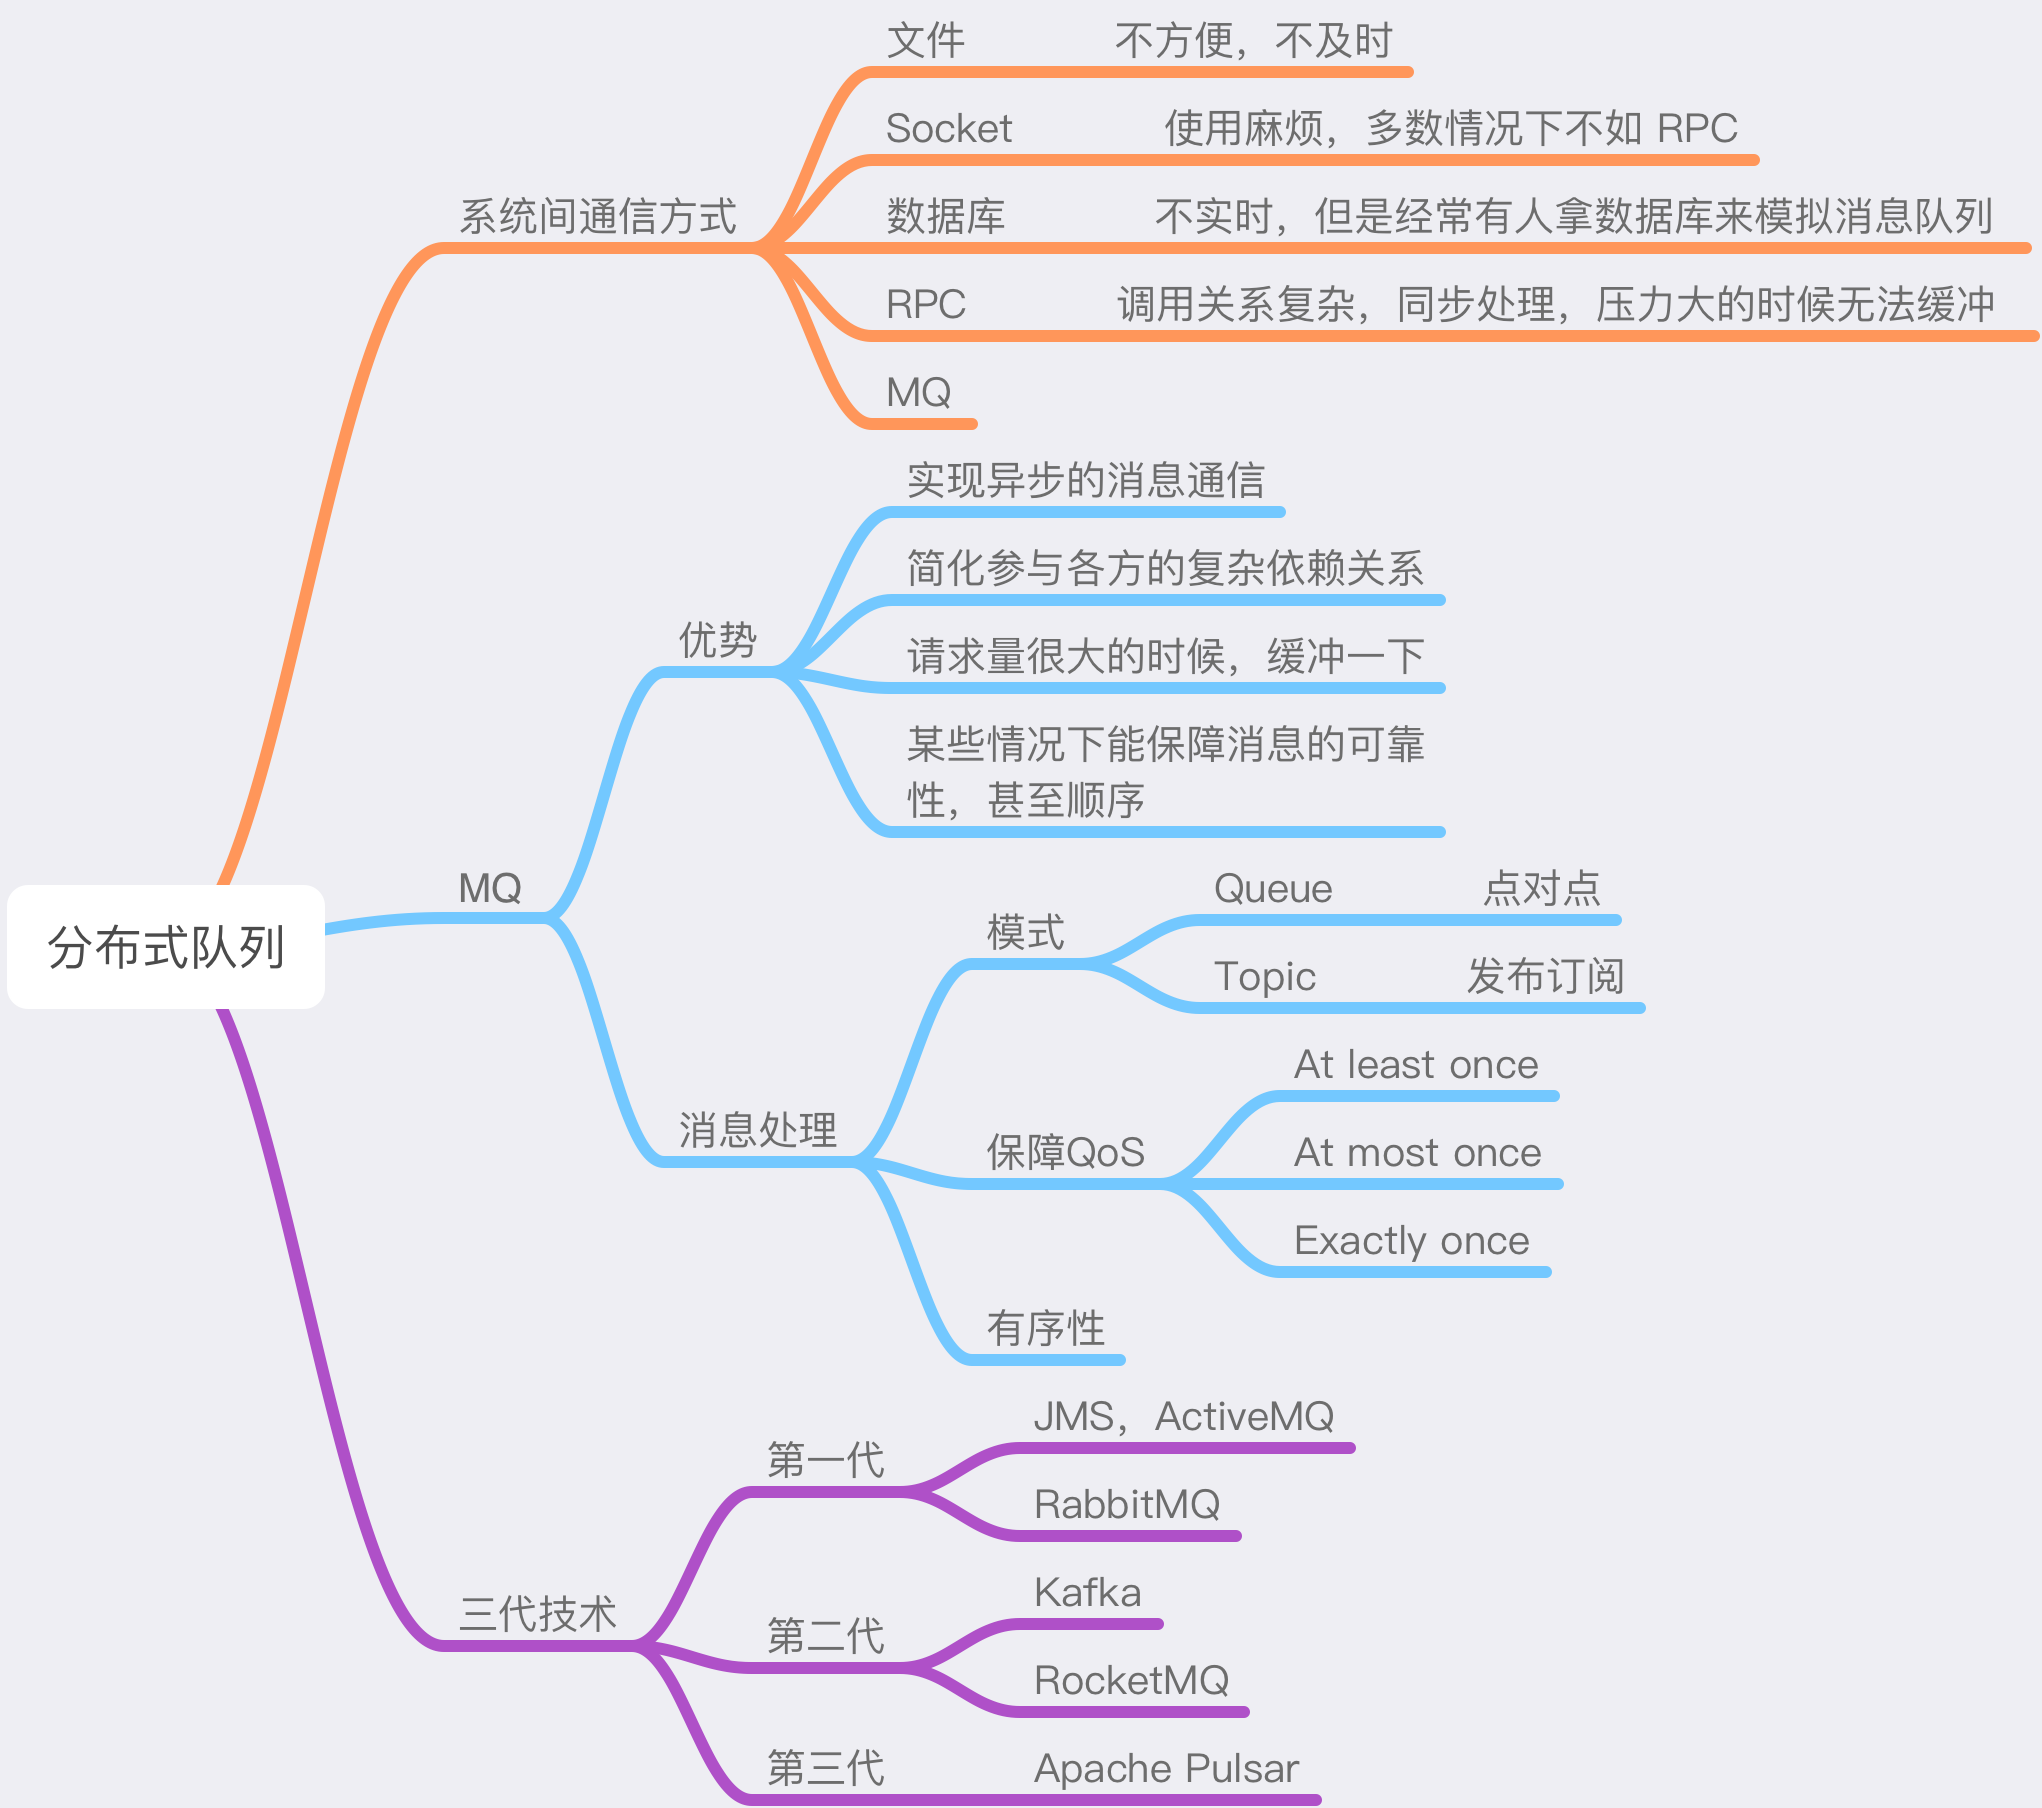 文件 不方便，不及时
Socket 使用麻烦，多数情况下不如 RPC
系统间通信方式
数据库 不实时，但是经常有人拿数据库来模拟消息队列
RPC 调用关系复杂，同步处理，压力大的时候无法缓冲
MQ
实现异步的消息通信
简化参与各方的复杂依赖关系
优势
请求量很大的时候，缓冲一下
某些情况下能保障消息的可靠
性，甚至顺序
MQ
分布式队列
模式
Queue 点对点
Topic 发布订阅
消息处理
保障QoS
At least once
At most once
Exactly once
有序性
三代技术
第一代
JMS，ActiveMQ
RabbitMQ
第二代
Kafka
RocketMQ
第三代 Apache Pulsar